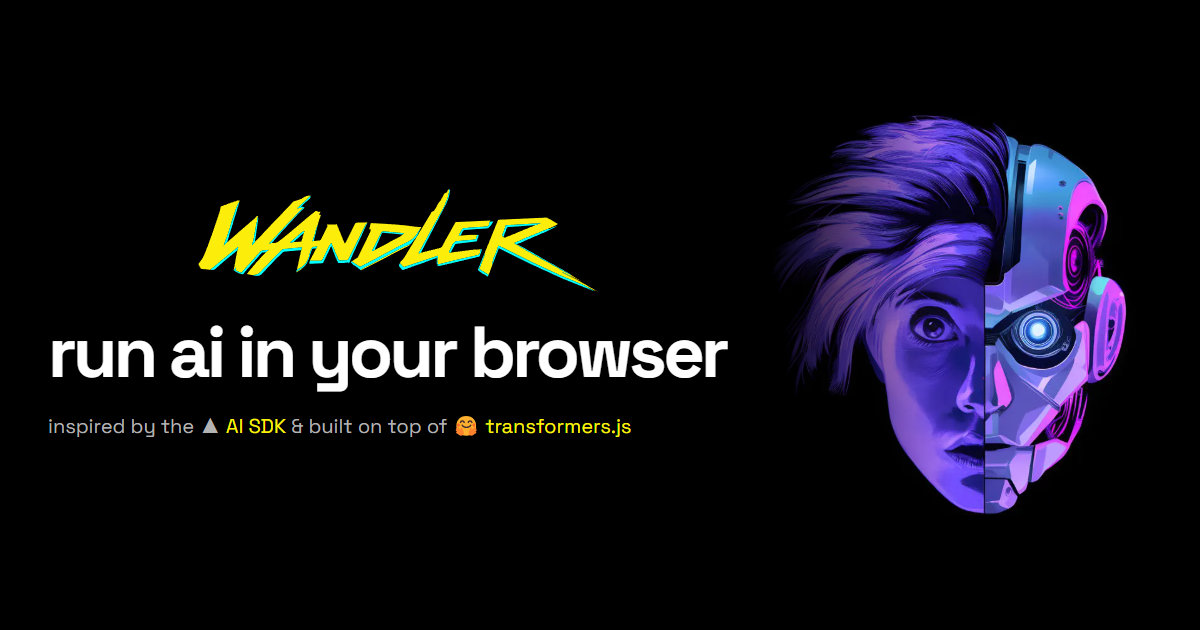 WANDLER
run ai in your browser
inspired by the ▲ AI SDK & built on top of 🤗 transformers.js